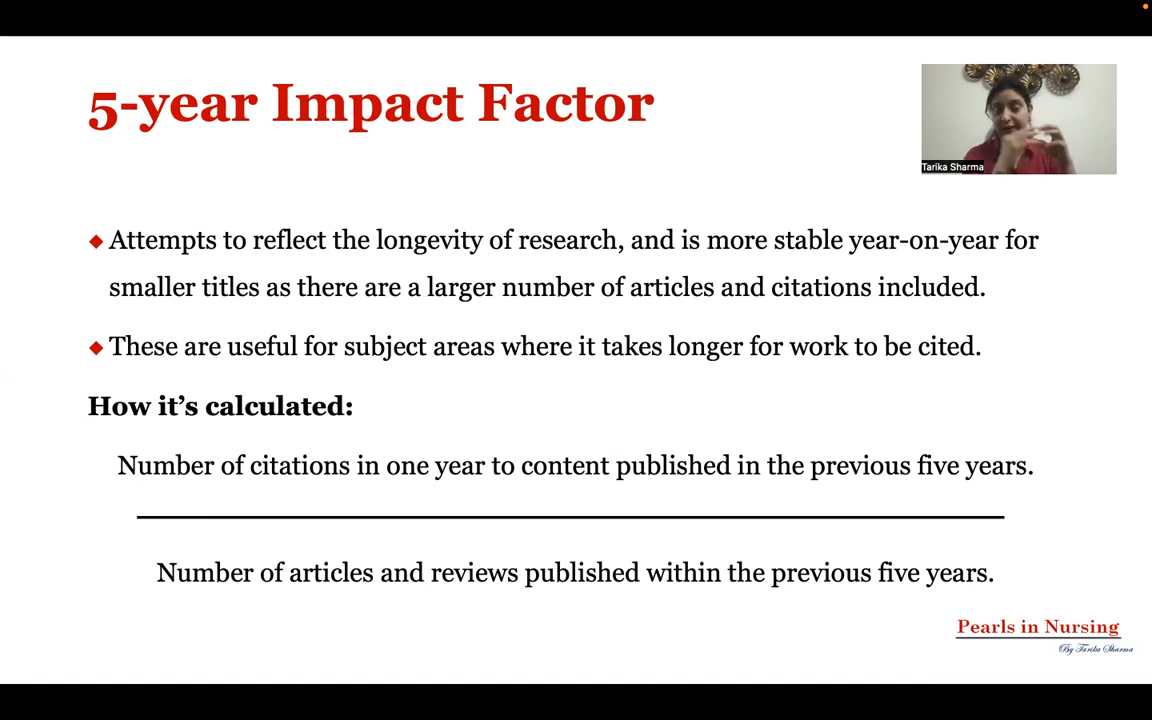 5-year Impact Factor
Tarika Sharma
◆ Attempts to reflect the longevity of research, and is more stable year-on-year for
smaller titles as there are a larger number of articles and citations included.
◆ These are useful for subject areas where it takes longer for work to be cited.
How it’s calculated:
Number of citations in one year to content published in the previous five years.
Number of articles and reviews published within the previous five years.
Pearls in Nursing
By Tarika Sharma